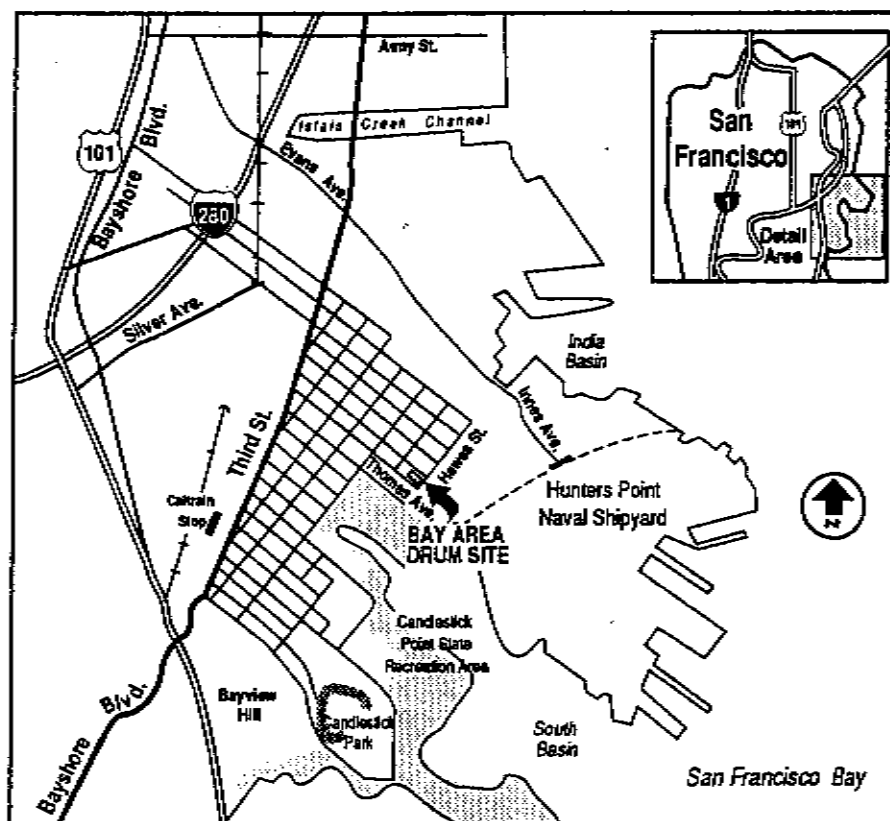 Army St.
Islais Creek Channel
Evans Ave.
101
Bayshore Blvd.
280
Silver Ave.
Third St.
Caltrain
Stop
Thomas Ave.
Hawes St.
Innes Ave.
India
Basin
Hunters Point
Naval Shipyard
BAY AREA
DRUM SITE
Candlestick
Point State
Recreation Area
Bayview
Hill
Candlestick
Park
South
Basin
San Francisco Bay
Bayshore Blvd.
N
San
Francisco
101
1
Detail
Area